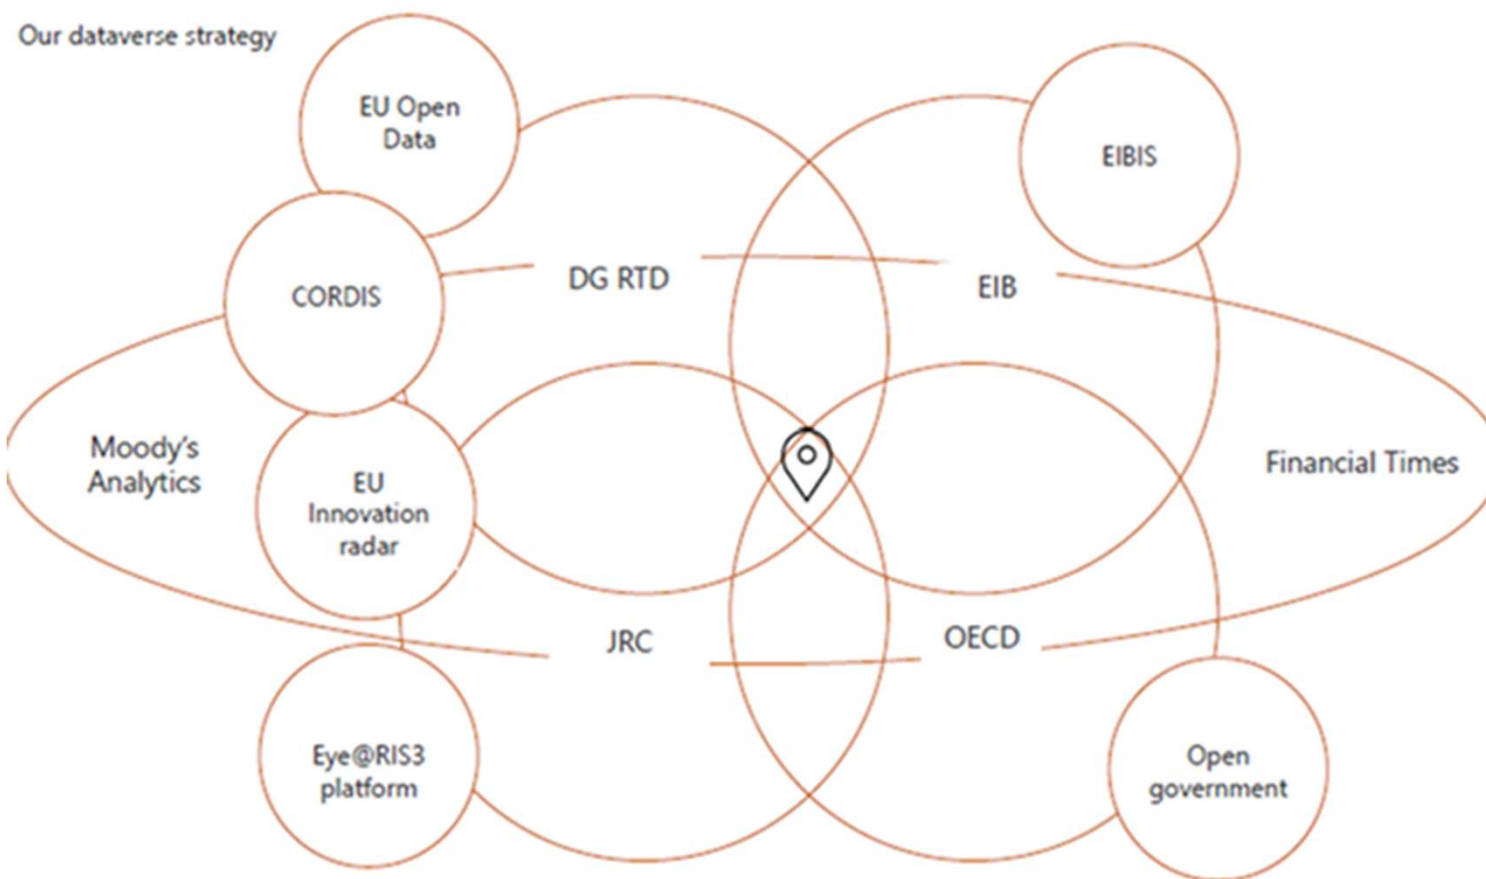 Our dataverse strategy
EU Open
Data
EIBIS
DG RTD
EIB
CORDIS
Moody's
Analytics
EU
Innovation
radar
Financial Times
JRC
OECD
Eye@RIS3
platform
Open
government